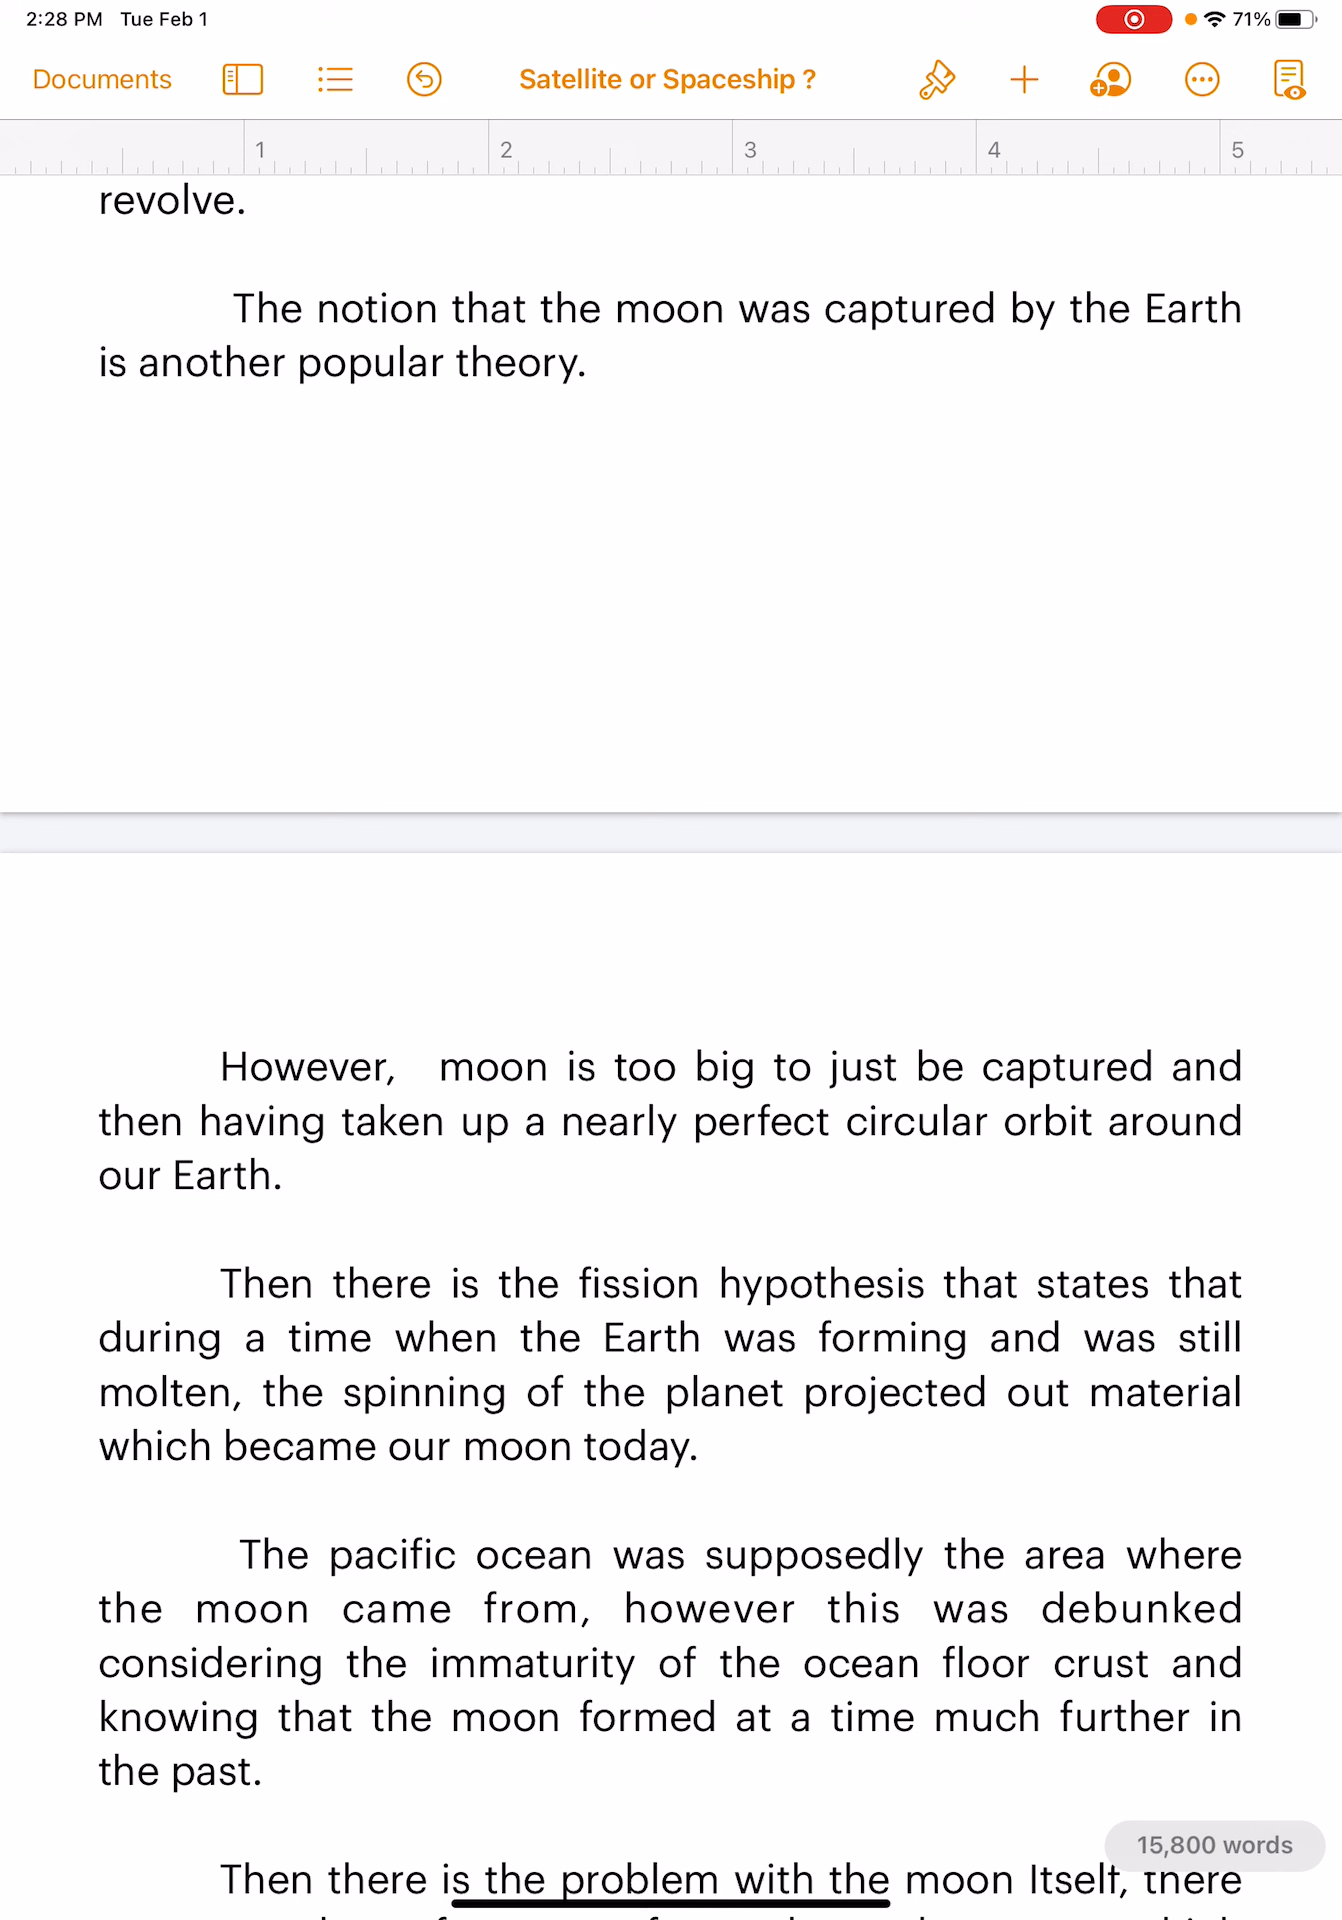 2:28 PM Tue Feb 1
71%
Documents
Satellite or Spaceship ?
1 2 3 4 5
revolve.
The notion that the moon was captured by the Earth
is another popular theory.
However, moon is too big to just be captured and
then having taken up a nearly perfect circular orbit around
our Earth.
Then there is the fission hypothesis that states that
during a time when the Earth was forming and was still
molten, the spinning of the planet projected out material
which became our moon today.
The pacific ocean was supposedly the area where
the moon came from, however this was debunked
considering the immaturity of the ocean floor crust and
knowing that the moon formed at a time much further in
the past.
15,800 words
Then there is the problem with the moon Itself, there